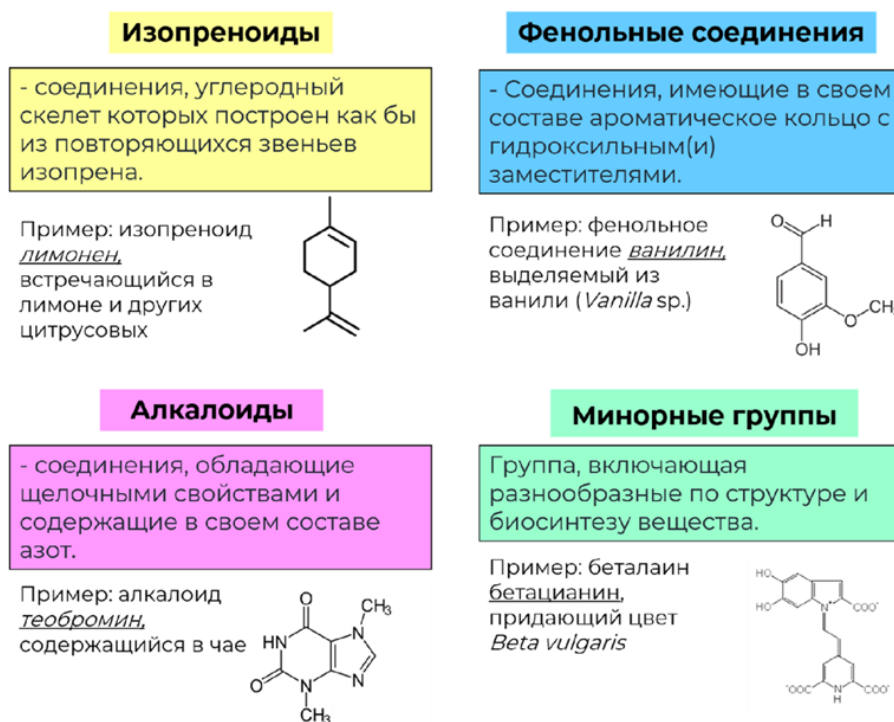 Изопреноиды
- соединения, углеродный
скелет которых построен как бы
из повторяющихся звеньев
изопрена.
Пример: изопреноид
лимонен,
встречающийся в
лимоне и других
цитрусовых
Фенольные соединения
- Соединения, имеющие в своем
составе ароматическое кольцо с
гидроксильным(и)
заместителями.
Пример: фенольное
соединение ванилин,
выделяемый из
ванили (Vanilla sp.)
O
H
O
CH₃
OH
Алкалоиды
- соединения, обладающие
щелочными свойствами и
содержащие в своем составе
азот.
Пример: алкалоид
теобромин,
содержащийся в чае
O
CH₃
HN
N
O
N
N
CH₃
Минорные группы
Группа, включающая
разнообразные по структуре и
биосинтезу вещества.
Пример: беталаин
бетацианин,
придающий цвет
Beta vulgaris
HO
HO
N⁺
COO⁻
⁻OOC
N
H
COO⁻